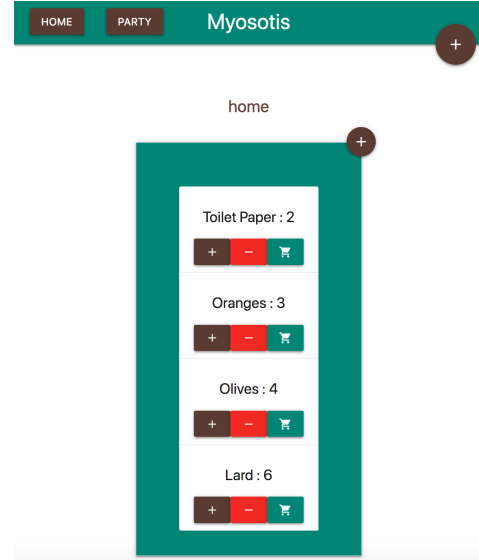 HOME PARTY Myosotis
+
home
+
Toilet Paper : 2
+ −
Oranges : 3
+ −
Olives : 4
+ −
Lard : 6
+ −